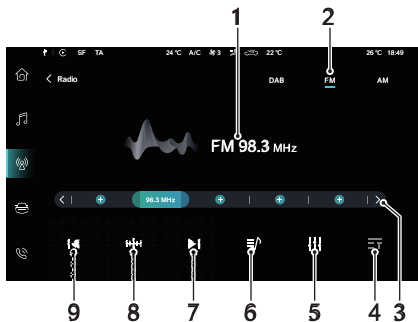 1 2
SF TA 24 °C A/C 3 22 °C 26 °C 18:49
Radio DAB FM AM
FM 98.3 MHz
98.3 MHz
9 8 7 6 5 4 3